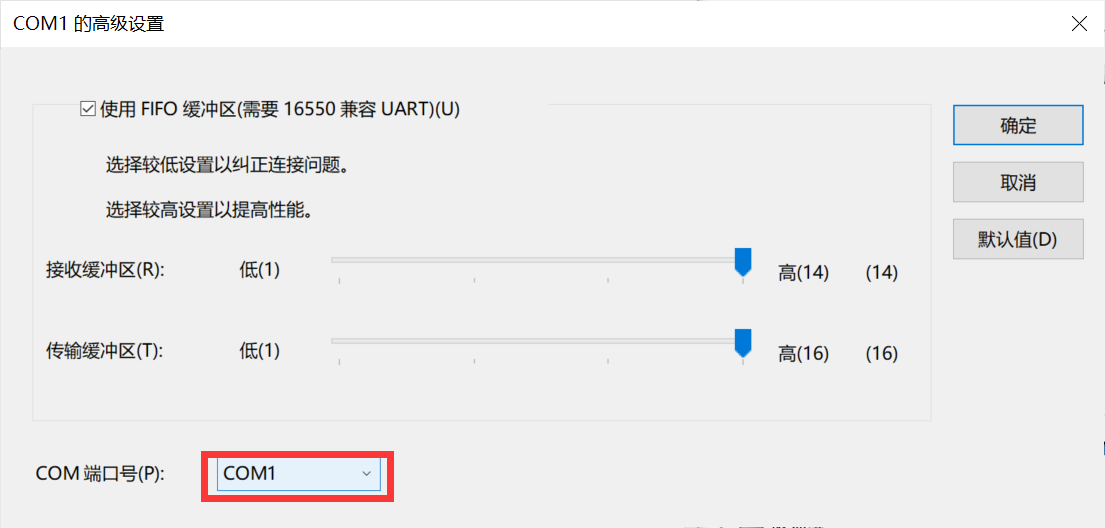 COM1 的高级设置
使用 FIFO 缓冲区(需要 16550 兼容 UART)(U)
确定
选择较低设置以纠正连接问题。
取消
选择较高设置以提高性能。
默认值(D)
接收缓冲区(R): 低(1) 高(14) (14)
传输缓冲区(T): 低(1) 高(16) (16)
COM 端口号(P): COM1